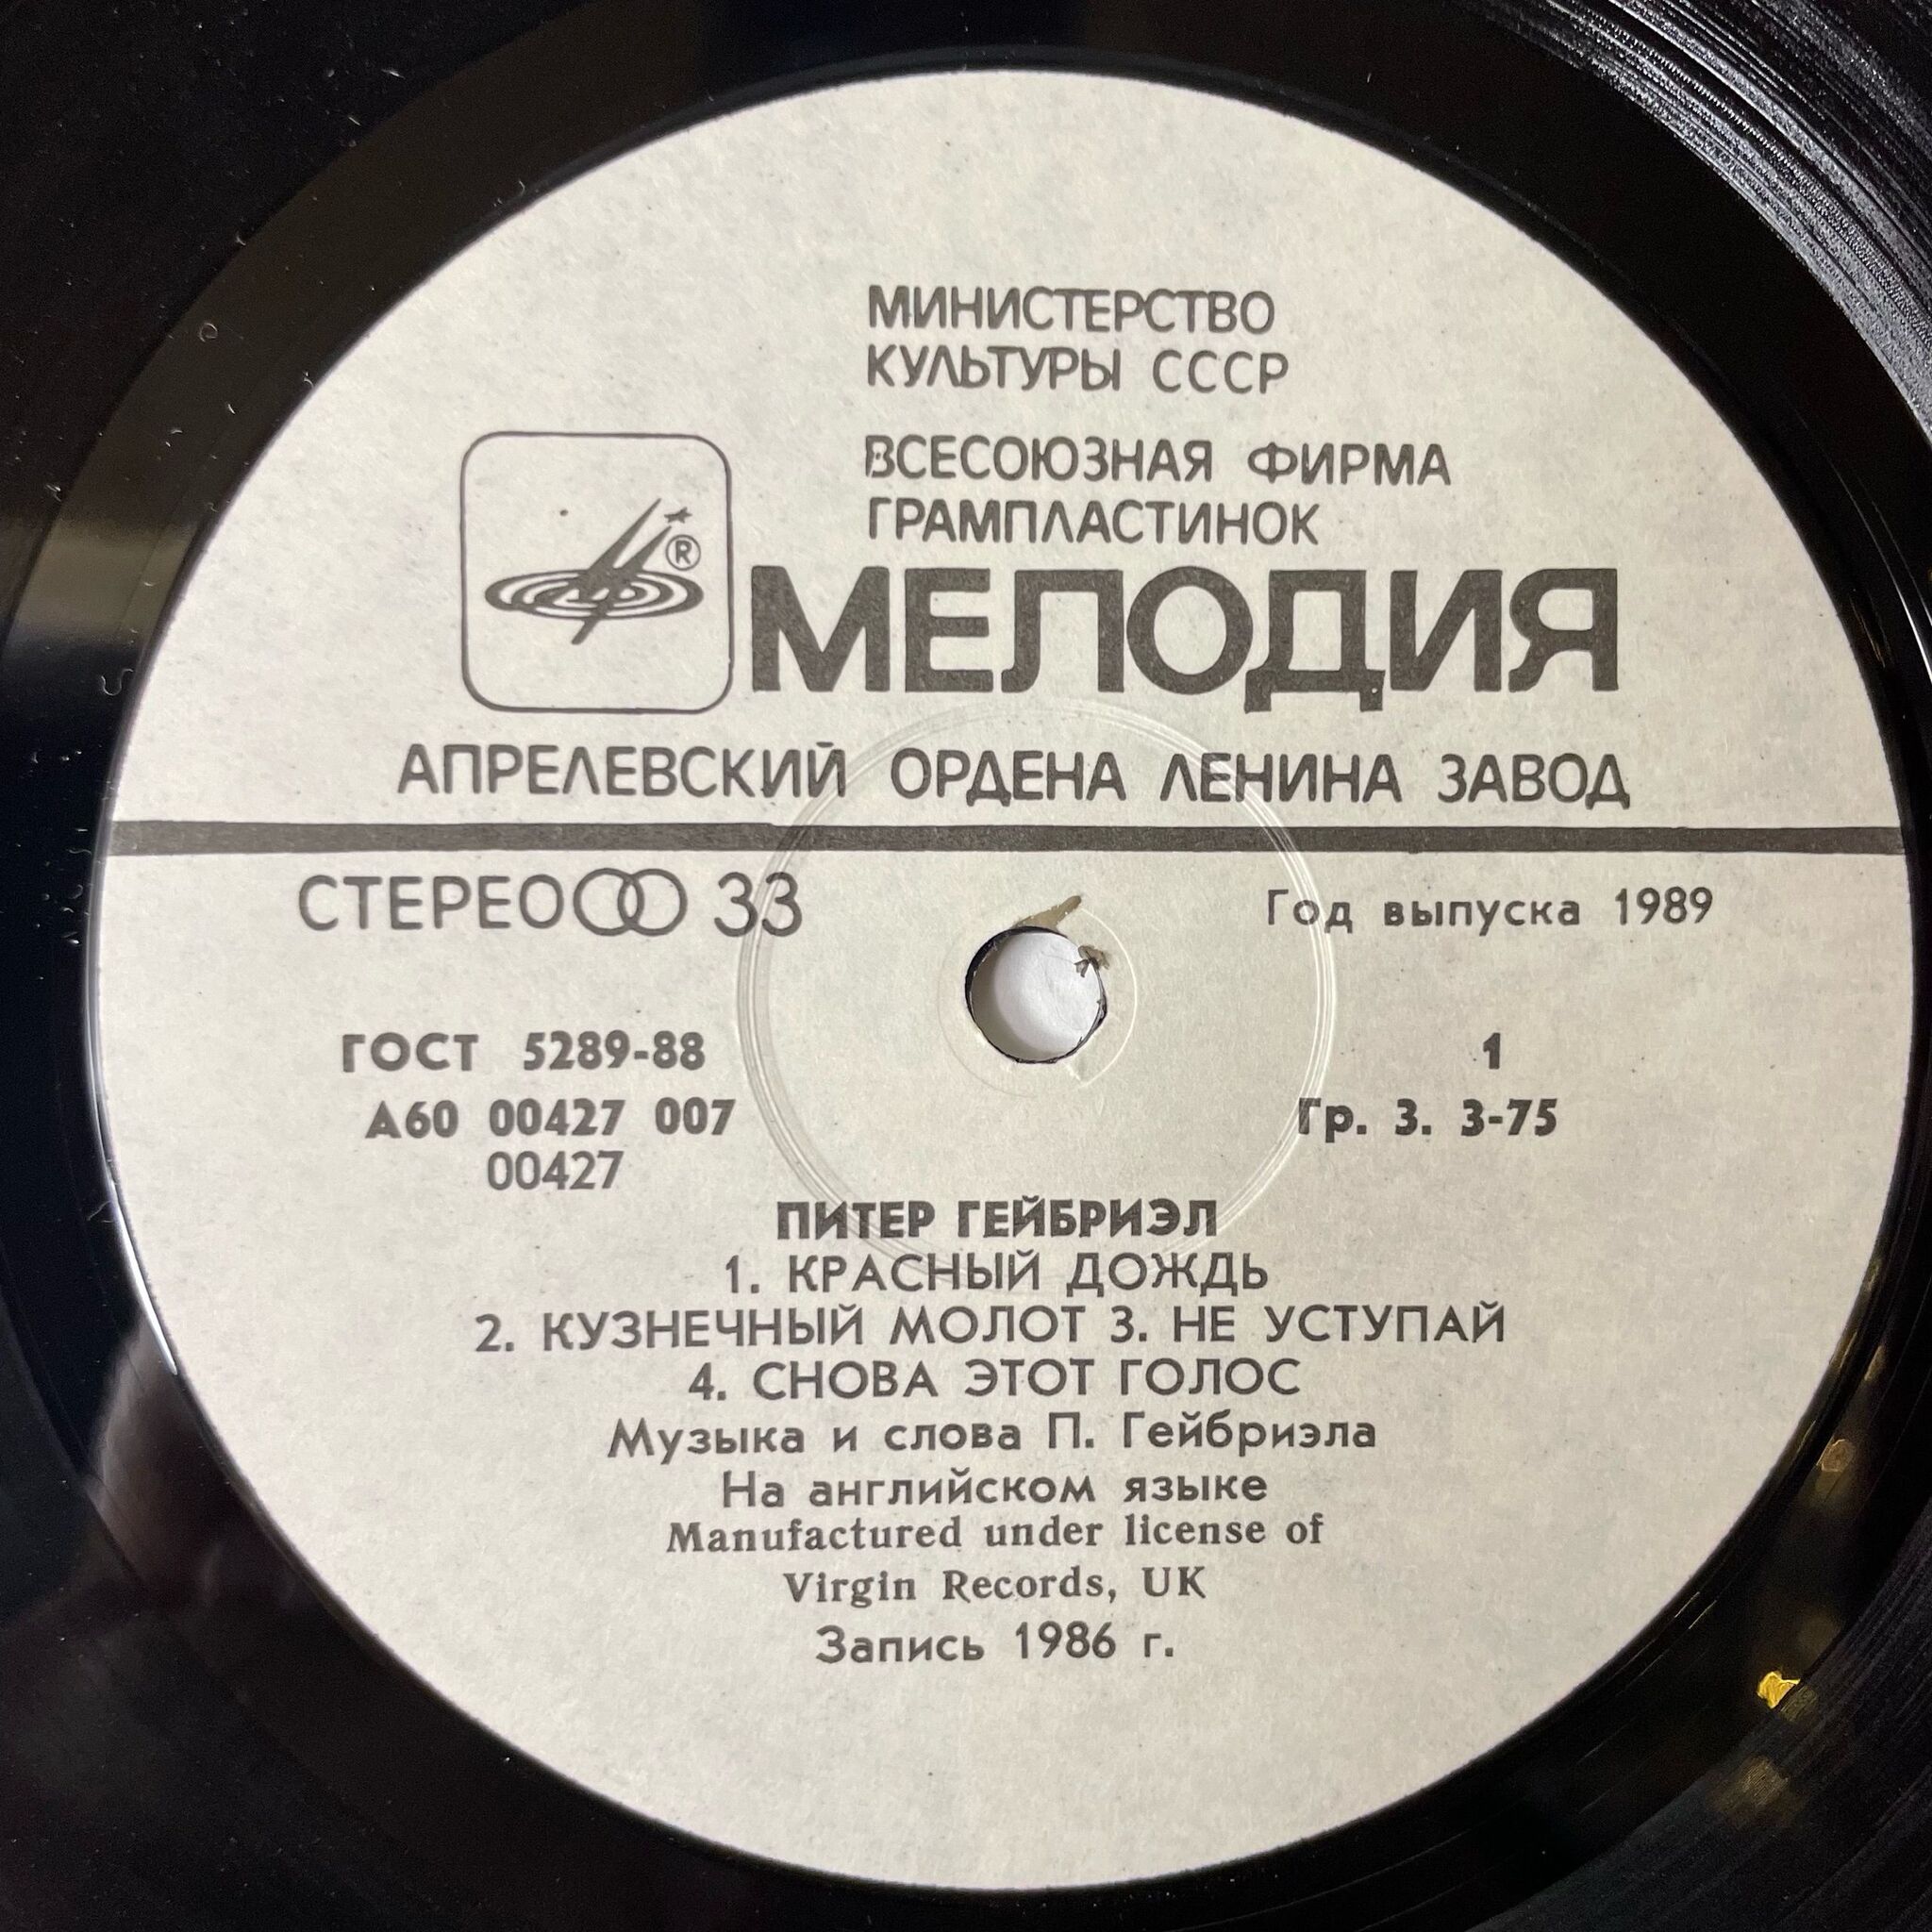 МИНИСТЕРСТВО
КУЛЬТУРЫ СССР
ВСЕСОЮЗНАЯ ФИРМА
ГРАМПЛАСТИНОК
®
МЕЛОДИЯ
АПРЕЛЕВСКИЙ ОРДЕНА ЛЕНИНА ЗАВОД
СТЕРЕО 33
Год выпуска 1989
ГОСТ 5289-88
1
А60 00427 007
Гр. 3. 3-75
00427
ПИТЕР ГЕЙБРИЭЛ
1. КРАСНЫЙ ДОЖДЬ
2. КУЗНЕЧНЫЙ МОЛОТ 3. НЕ УСТУПАЙ
4. СНОВА ЭТОТ ГОЛОС
Музыка и слова П. Гейбриэла
На английском языке
Manufactured under license of
Virgin Records, UK
Запись 1986 г.